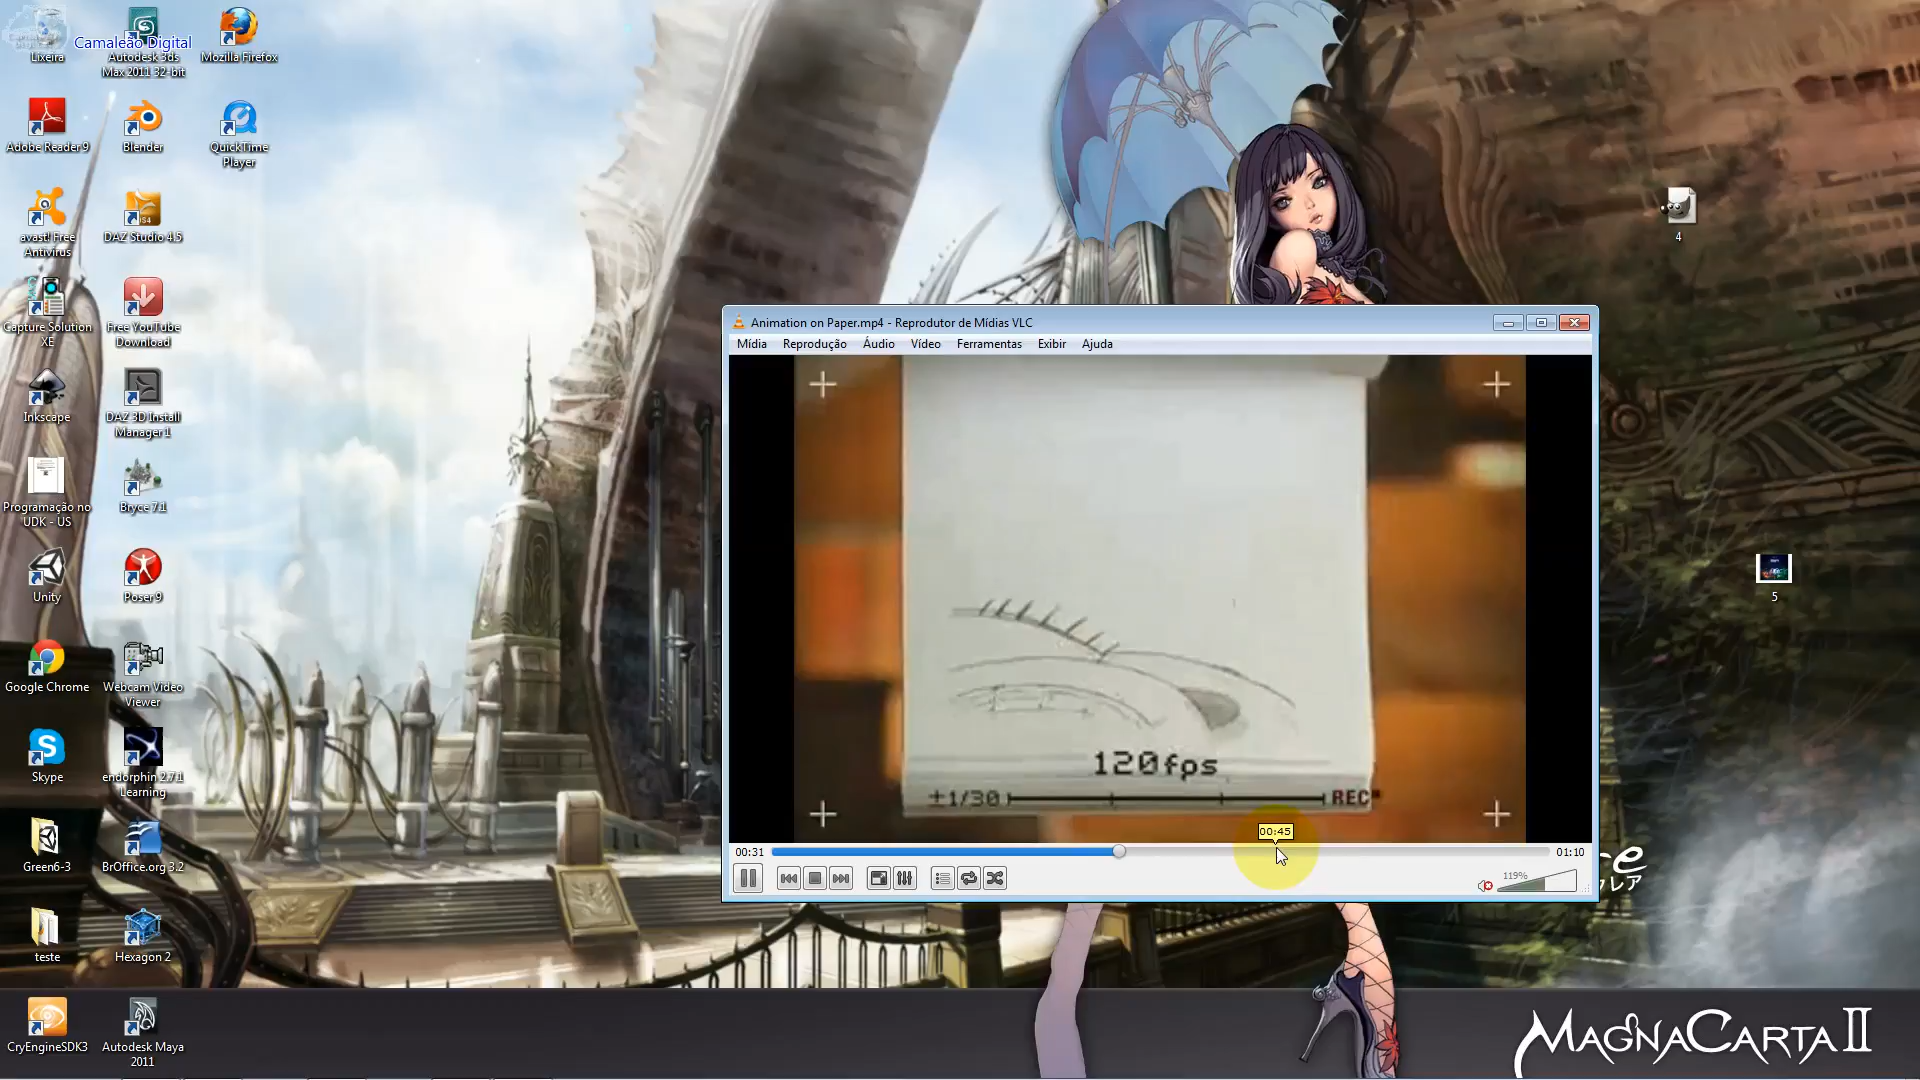 Camaleão Digital
Lixeira
Autodesk 3ds
Max 2011 32-bit
Mozilla Firefox
Adobe Reader 9
Blender
QuickTime
Player
avast! Free
Antivirus
DAZ Studio 4.5
Capture Solution
XE
Free YouTube
Download
Inkscape
DAZ 3D Install
Manager1
Programação no
UDK - US
Bryce 7.1
Unity
Poser 9
Google Chrome
Webcam Video
Viewer
Skype
endorphin 2.7.1
Learning
Green6-3
BrOffice.org 3.2
teste
Hexagon 2
CryEngineSDK3
Autodesk Maya
2011
4
5
Animation on Paper.mp4 - Reprodutor de Mídias VLC
Mídia Reprodução Áudio Vídeo Ferramentas Exibir Ajuda
120fps
±1/30 REC
00:45
00:31 01:10
119%
MAGNACARTA II